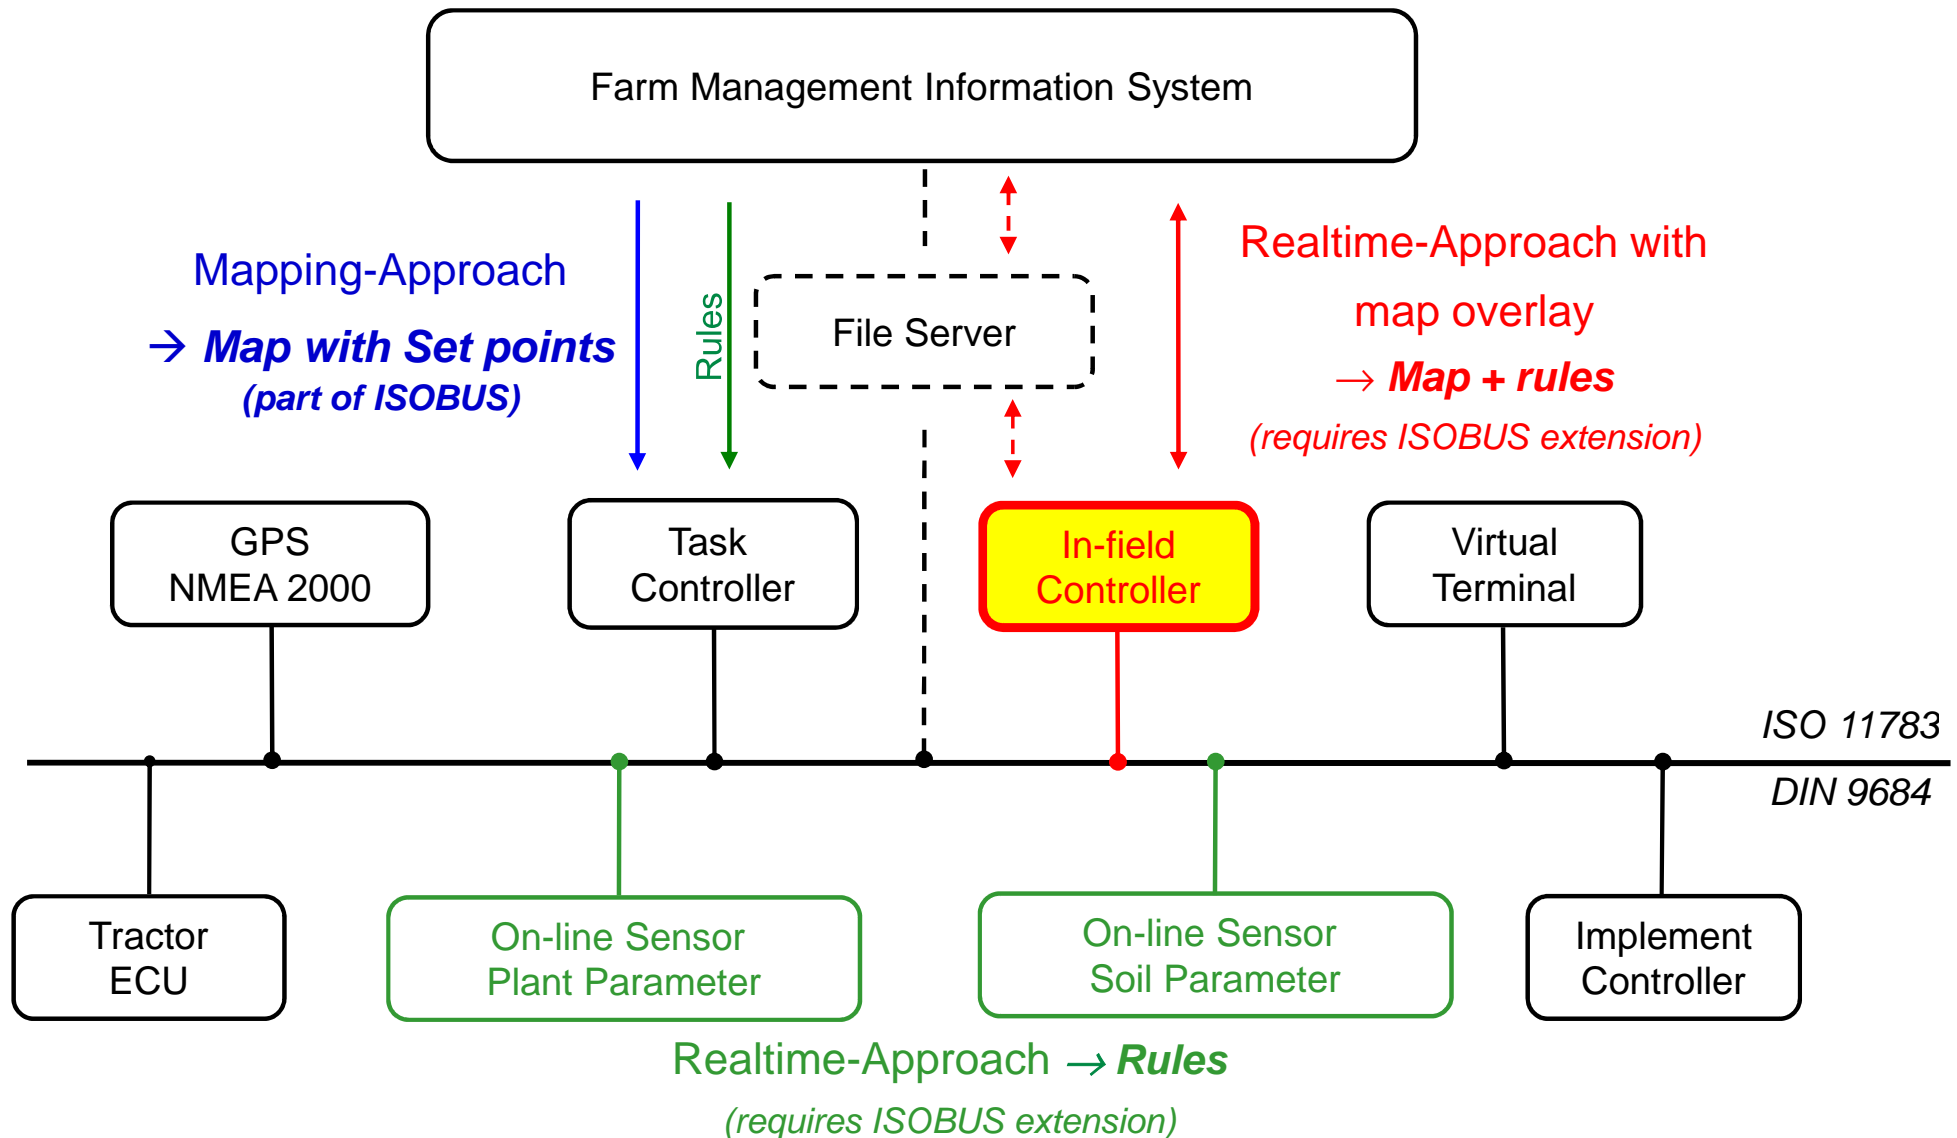 Farm Management Information System
Mapping-Approach
→ Map with Set points
(part of ISOBUS)
Rules
File Server
Realtime-Approach with
map overlay
→ Map + rules
(requires ISOBUS extension)
GPS
NMEA 2000
Task
Controller
In-field
Controller
Virtual
Terminal
ISO 11783
DIN 9684
Tractor
ECU
On-line Sensor
Plant Parameter
On-line Sensor
Soil Parameter
Implement
Controller
Realtime-Approach → Rules
(requires ISOBUS extension)